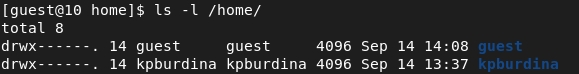 [guest@10 home]$ ls -l /home/
total 8
drwx------. 14 guest    guest    4096 Sep 14 14:08 guest
drwx------. 14 kpburdina kpburdina 4096 Sep 14 13:37 kpburdina